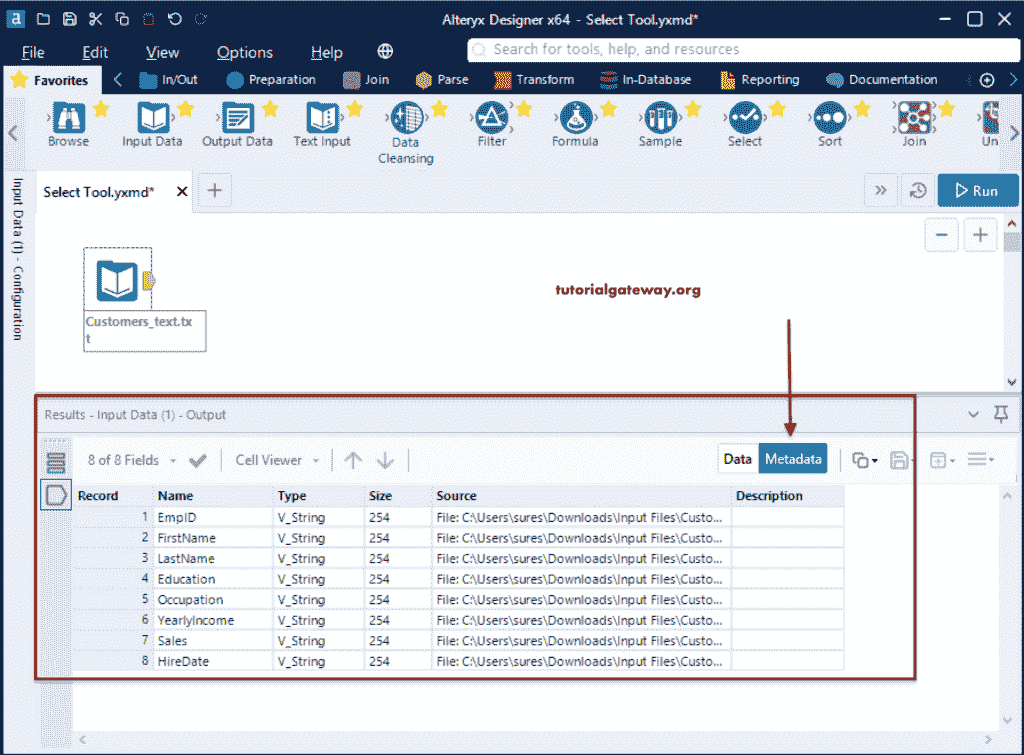 a Alteryx Designer x64 - Select Tool.yxmd*
File Edit View Options Help Search for tools, help, and resources
Favorites In/Out Preparation Join Parse Transform In-Database Reporting Documentation
Browse Input Data Output Data Text Input Data Cleansing Filter Formula Sample Select Sort Join Un
Select Tool.yxmd* Run
Input Data (1) - Configuration
tutorialgateway.org
Customers_text.tx
t
Results - Input Data (1) - Output
8 of 8 Fields Cell Viewer Data Metadata
Record Name Type Size Source Description
1 EmpID V_String 254 File: C:\Users\sures\Downloads\Input Files\Custo...
2 FirstName V_String 254 File: C:\Users\sures\Downloads\Input Files\Custo...
3 LastName V_String 254 File: C:\Users\sures\Downloads\Input Files\Custo...
4 Education V_String 254 File: C:\Users\sures\Downloads\Input Files\Custo...
5 Occupation V_String 254 File: C:\Users\sures\Downloads\Input Files\Custo...
6 YearlyIncome V_String 254 File: C:\Users\sures\Downloads\Input Files\Custo...
7 Sales V_String 254 File: C:\Users\sures\Downloads\Input Files\Custo...
8 HireDate V_String 254 File: C:\Users\sures\Downloads\Input Files\Custo...